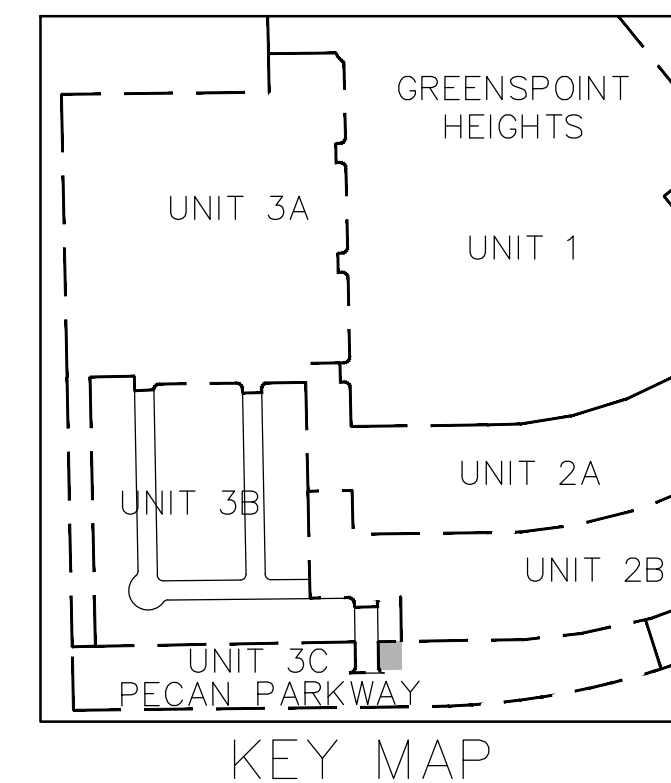 GREENSPOINT
HEIGHTS
UNIT 3A
UNIT 1
UNIT 2A
UNIT 3B
UNIT 2B
UNIT 3C
PECAN PARKWAY
KEY MAP